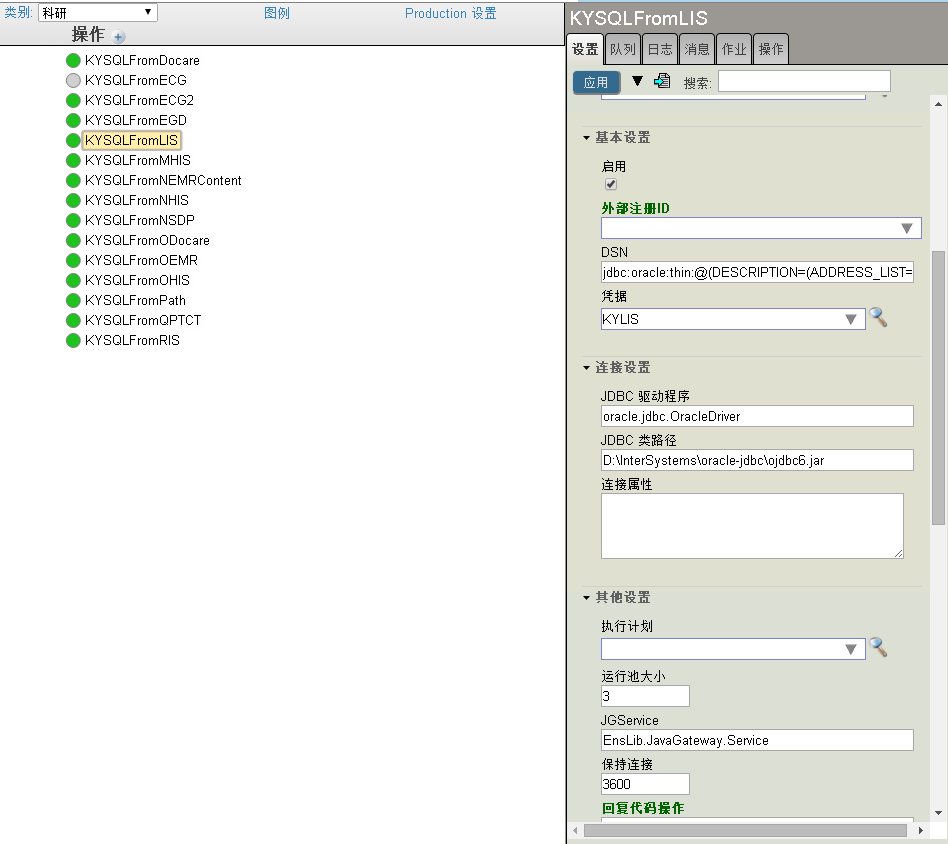 类别: 科研 图例 Production 设置
操作
KYSQLFromDocare
KYSQLFromECG
KYSQLFromECG2
KYSQLFromEGD
KYSQLFromLIS
KYSQLFromMHIS
KYSQLFromNEMRContent
KYSQLFromNHIS
KYSQLFromNSDP
KYSQLFromODocare
KYSQLFromOEMR
KYSQLFromOHIS
KYSQLFromPath
KYSQLFromQPTCT
KYSQLFromRIS
KYSQLFromLIS
设置 队列 日志 消息 作业 操作
应用 搜索:
基本设置
启用
外部注册ID
DSN
jdbc:oracle:thin:@(DESCRIPTION=(ADDRESS_LIST=
凭据
KYLIS
连接设置
JDBC 驱动程序
oracle.jdbc.OracleDriver
JDBC 类路径
D:\InterSystems\oracle-jdbc\ojdbc6.jar
连接属性
其他设置
执行计划
运行池大小
3
JGService
EnsLib.JavaGateway.Service
保持连接
3600
回复代码操作